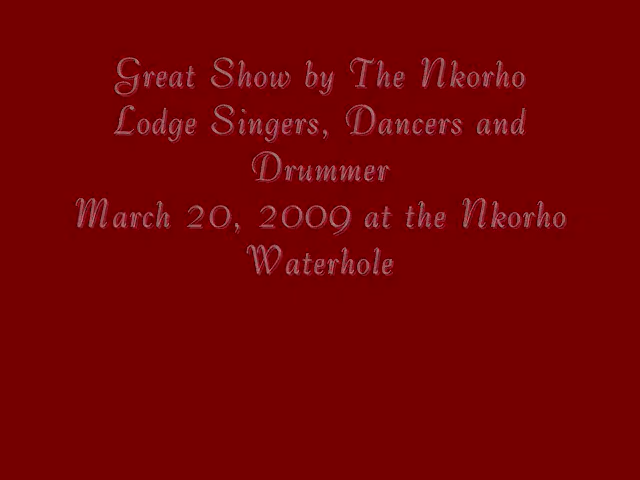 Great Show by The Nkorho
Lodge Singers, Dancers and
Drummer
March 20, 2009 at the Nkorho
Waterhole